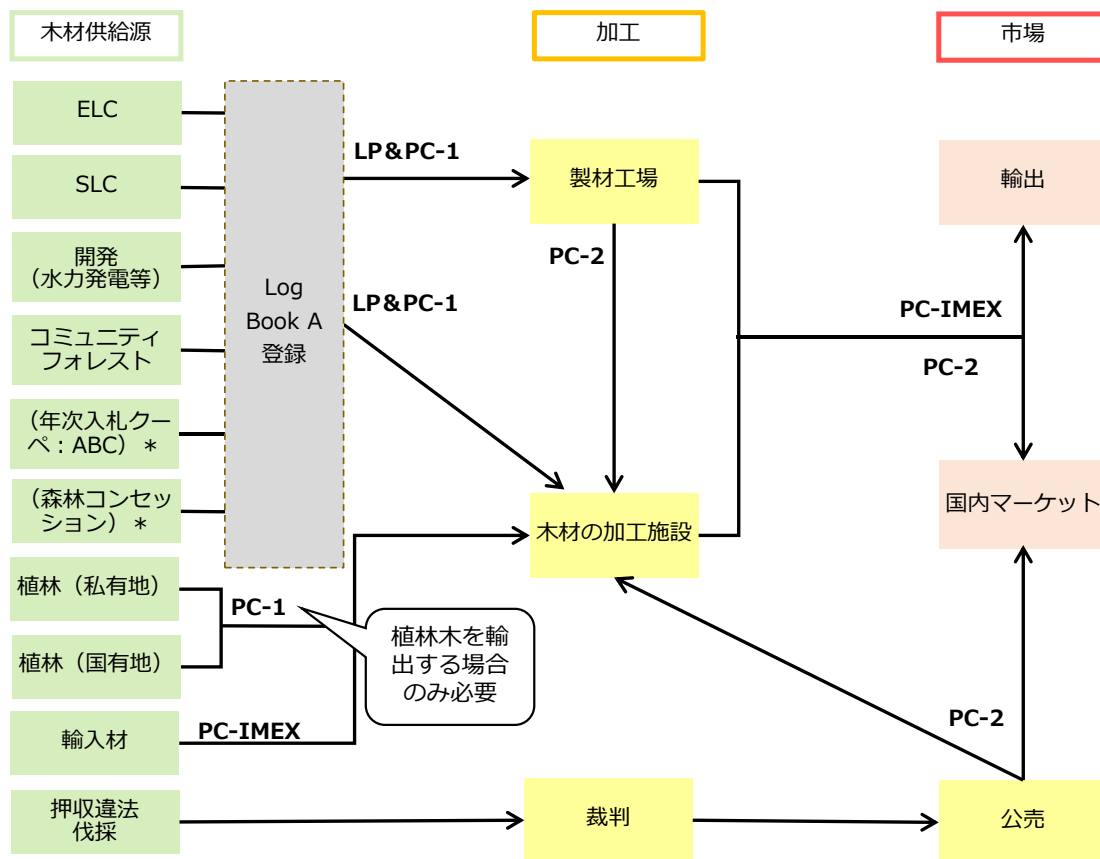 木材供給源
加工
市場
ELC
SLC
開発
（水力発電等）
コミュニティ
フォレスト
（年次入札クー
ペ：ABC）＊
（森林コンセッ
ション）＊
植林（私有地）
植林（国有地）
輸入材
押収違法
伐採
Log
Book A
登録
LP&PC-1
LP&PC-1
PC-1
PC-IMEX
植林木を輸
出する場合
のみ必要
製材工場
PC-2
木材の加工施設
裁判
PC-IMEX
PC-2
輸出
国内マーケット
PC-2
公売